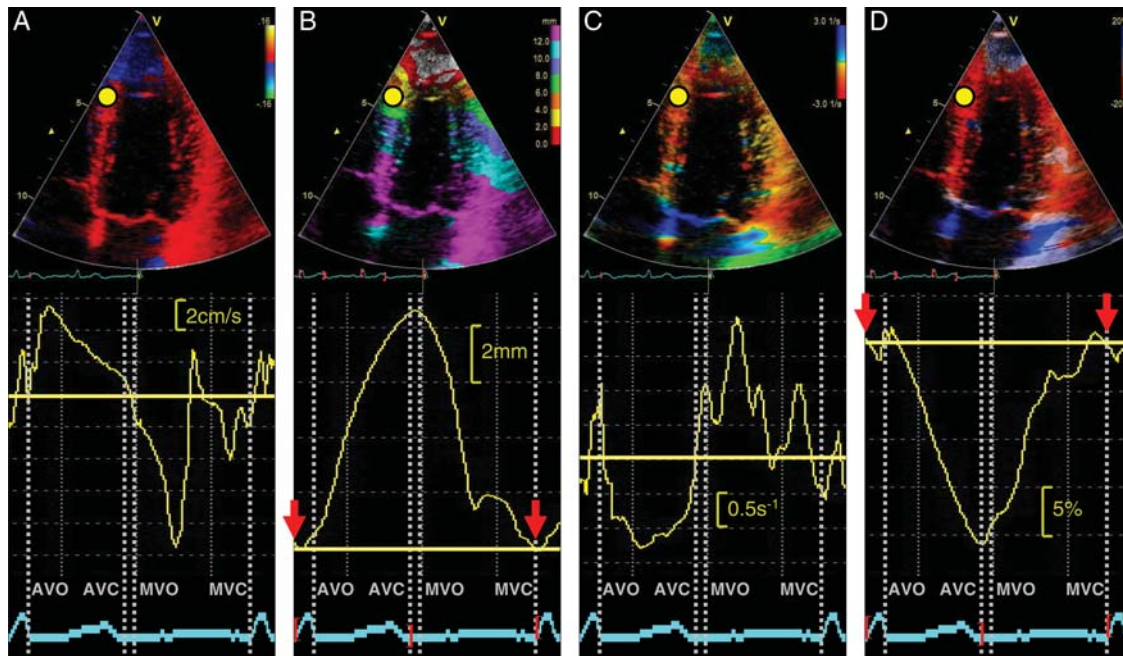 A
V
.16
-.16
5
10
2cm/s
AVO AVC MVO MVC
B
V
mm
12.0
10.0
8.0
6.0
4.0
2.0
0.0
5
10
2mm
AVO AVC MVO MVC
C
V
3.0 1/s
-3.0 1/s
5
10
0.5s⁻¹
AVO AVC MVO MVC
D
V
20%
-20
5
10
5%
AVO AVC MVO MVC